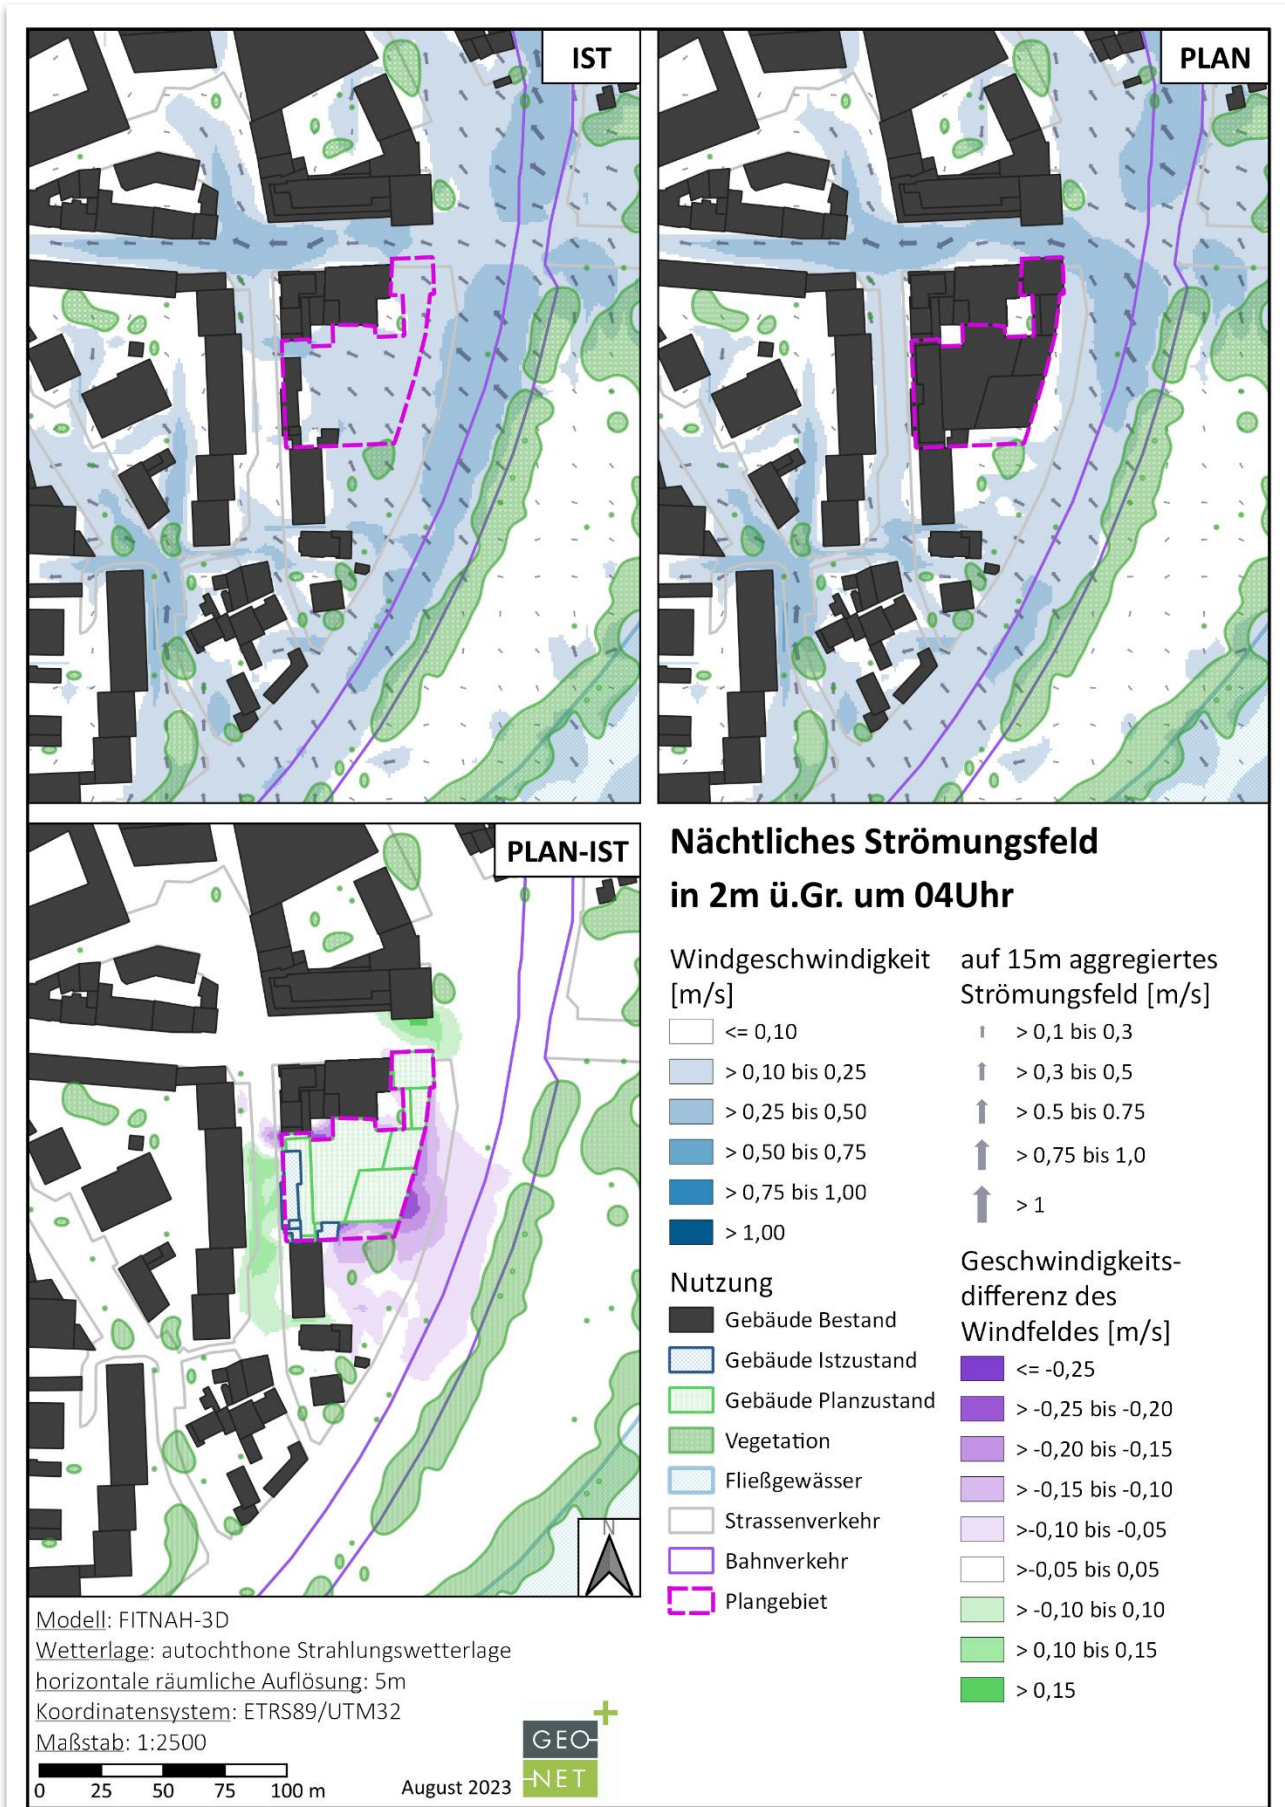 IST
PLAN
PLAN-IST
Nächtliches Strömungsfeld
in 2m ü.Gr. um 04Uhr
Windgeschwindigkeit
[m/s]
<= 0,10
> 0,10 bis 0,25
> 0,25 bis 0,50
> 0,50 bis 0,75
> 0,75 bis 1,00
> 1,00
Nutzung
Gebäude Bestand
Gebäude Istzustand
Gebäude Planzustand
Vegetation
Fließgewässer
Strassenverkehr
Bahnverkehr
Plangebiet
auf 15m aggregiertes
Strömungsfeld [m/s]
> 0,1 bis 0,3
> 0,3 bis 0,5
> 0.5 bis 0.75
> 0,75 bis 1,0
> 1
Geschwindigkeits-
differenz des
Windfeldes [m/s]
<= -0,25
> -0,25 bis -0,20
> -0,20 bis -0,15
> -0,15 bis -0,10
>-0,10 bis -0,05
>-0,05 bis 0,05
> -0,10 bis 0,10
> 0,10 bis 0,15
> 0,15
N
Modell: FITNAH-3D
Wetterlage: autochthone Strahlungswetterlage
horizontale räumliche Auflösung: 5m
Koordinatensystem: ETRS89/UTM32
Maßstab: 1:2500
0 25 50 75 100 m
August 2023
GEO
NET